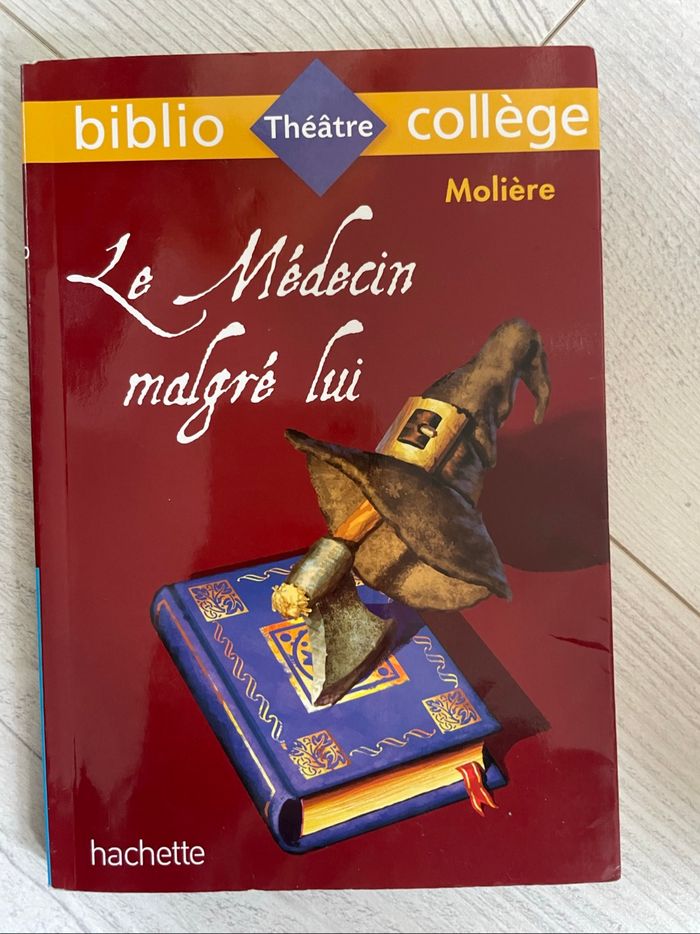 biblio Théâtre collège
Molière
Le Médecin
malgré lui
hachette